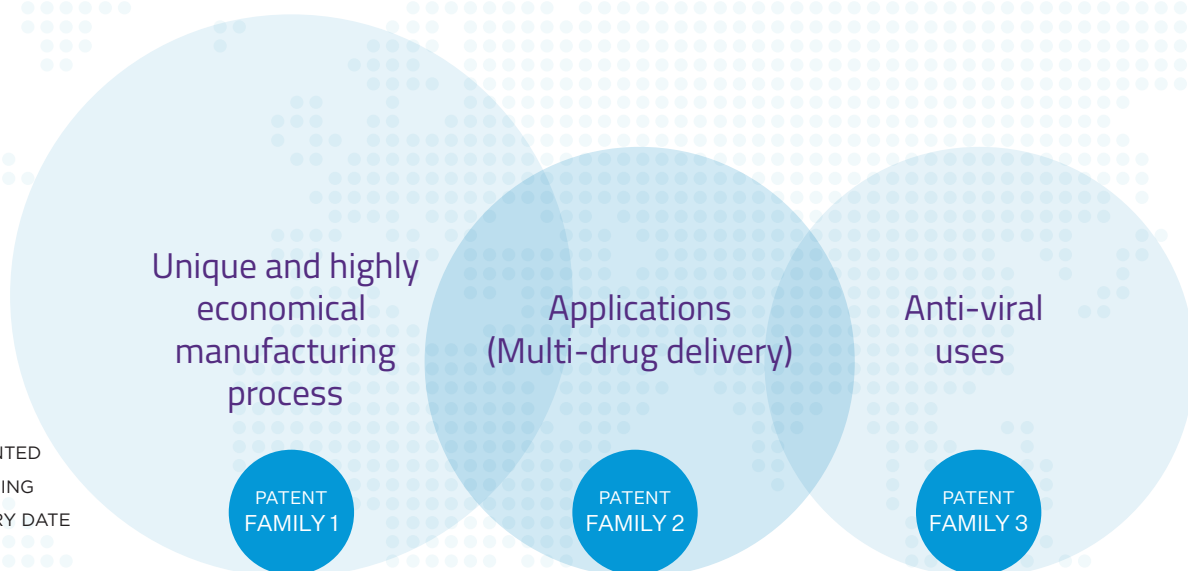 Unique and highly
economical
manufacturing
process
Applications
(Multi-drug delivery)
Anti-viral
uses
NTED
ING
RY DATE
PATENT
FAMILY 1
PATENT
FAMILY 2
PATENT
FAMILY 3